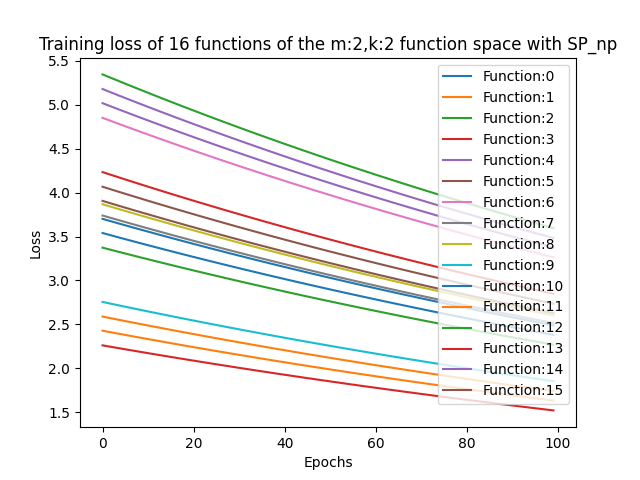 Training loss of 16 functions of the m:2,k:2 function space with SP_np
5.5
5.0
4.5
4.0
3.5
3.0
2.5
2.0
1.5
Loss
Function:0
Function:1
Function:2
Function:3
Function:4
Function:5
Function:6
Function:7
Function:8
Function:9
Function:10
Function:11
Function:12
Function:13
Function:14
Function:15
0 20 40 60 80 100
Epochs